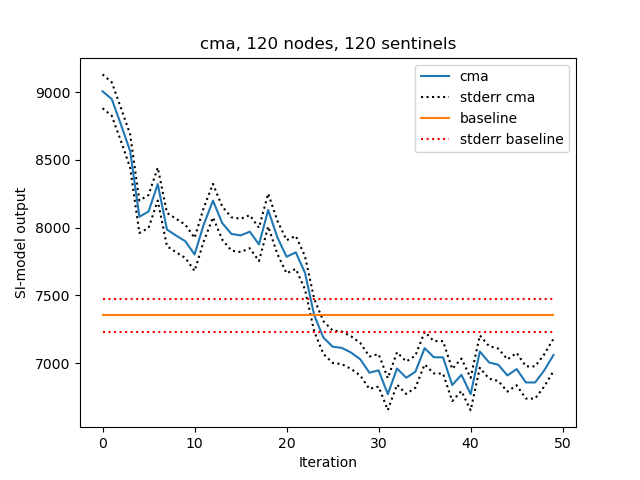 cma, 120 nodes, 120 sentinels
cma
stderr cma
baseline
stderr baseline
SI-model output
9000
8500
8000
7500
7000
0 10 20 30 40 50
Iteration